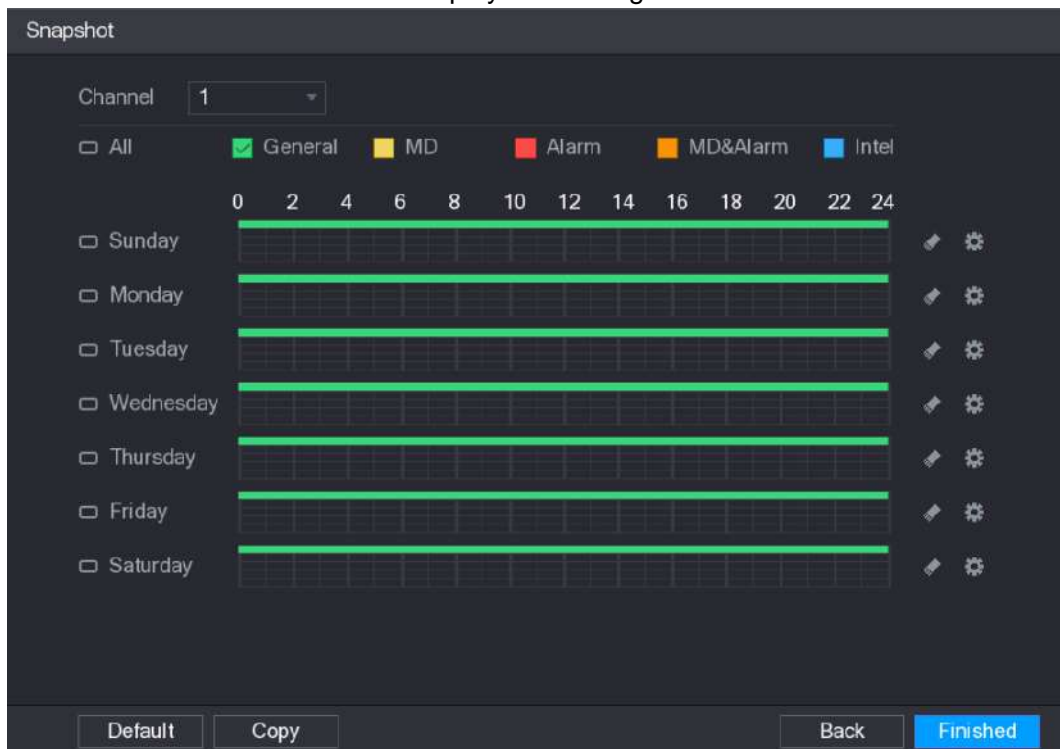 Snapshot
Channel 1
All General MD Alarm MD&Alarm Intel
0 2 4 6 8 10 12 14 16 18 20 22 24
Sunday
Monday
Tuesday
Wednesday
Thursday
Friday
Saturday
Default Copy Back Finished